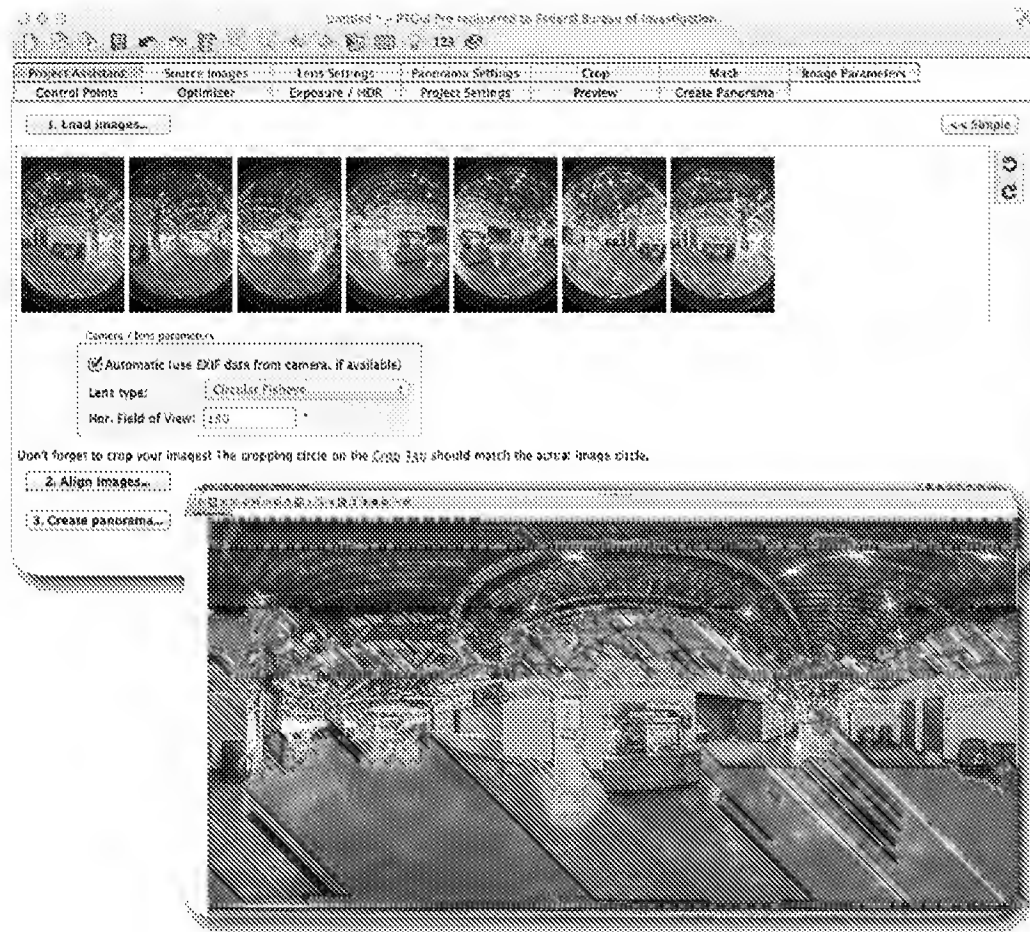 Untitled * - PTGui Pro registered to Federal Bureau of Investigation
123
Project Assistant Source Images Lens Settings Panorama Settings Crop Mask Image Parameters
Control Points Optimizer Exposure / HDR Project Settings Preview Create Panorama
1. Load images... << Simple
Camera / lens parameters
Automatic (use EXIF data from camera, if available)
Lens type: Circular Fisheye
Hor. Field of View: 180 °
Don't forget to crop your images! The cropping circle on the Crop Tab should match the actual image circle.
2. Align images...
3. Create panorama...